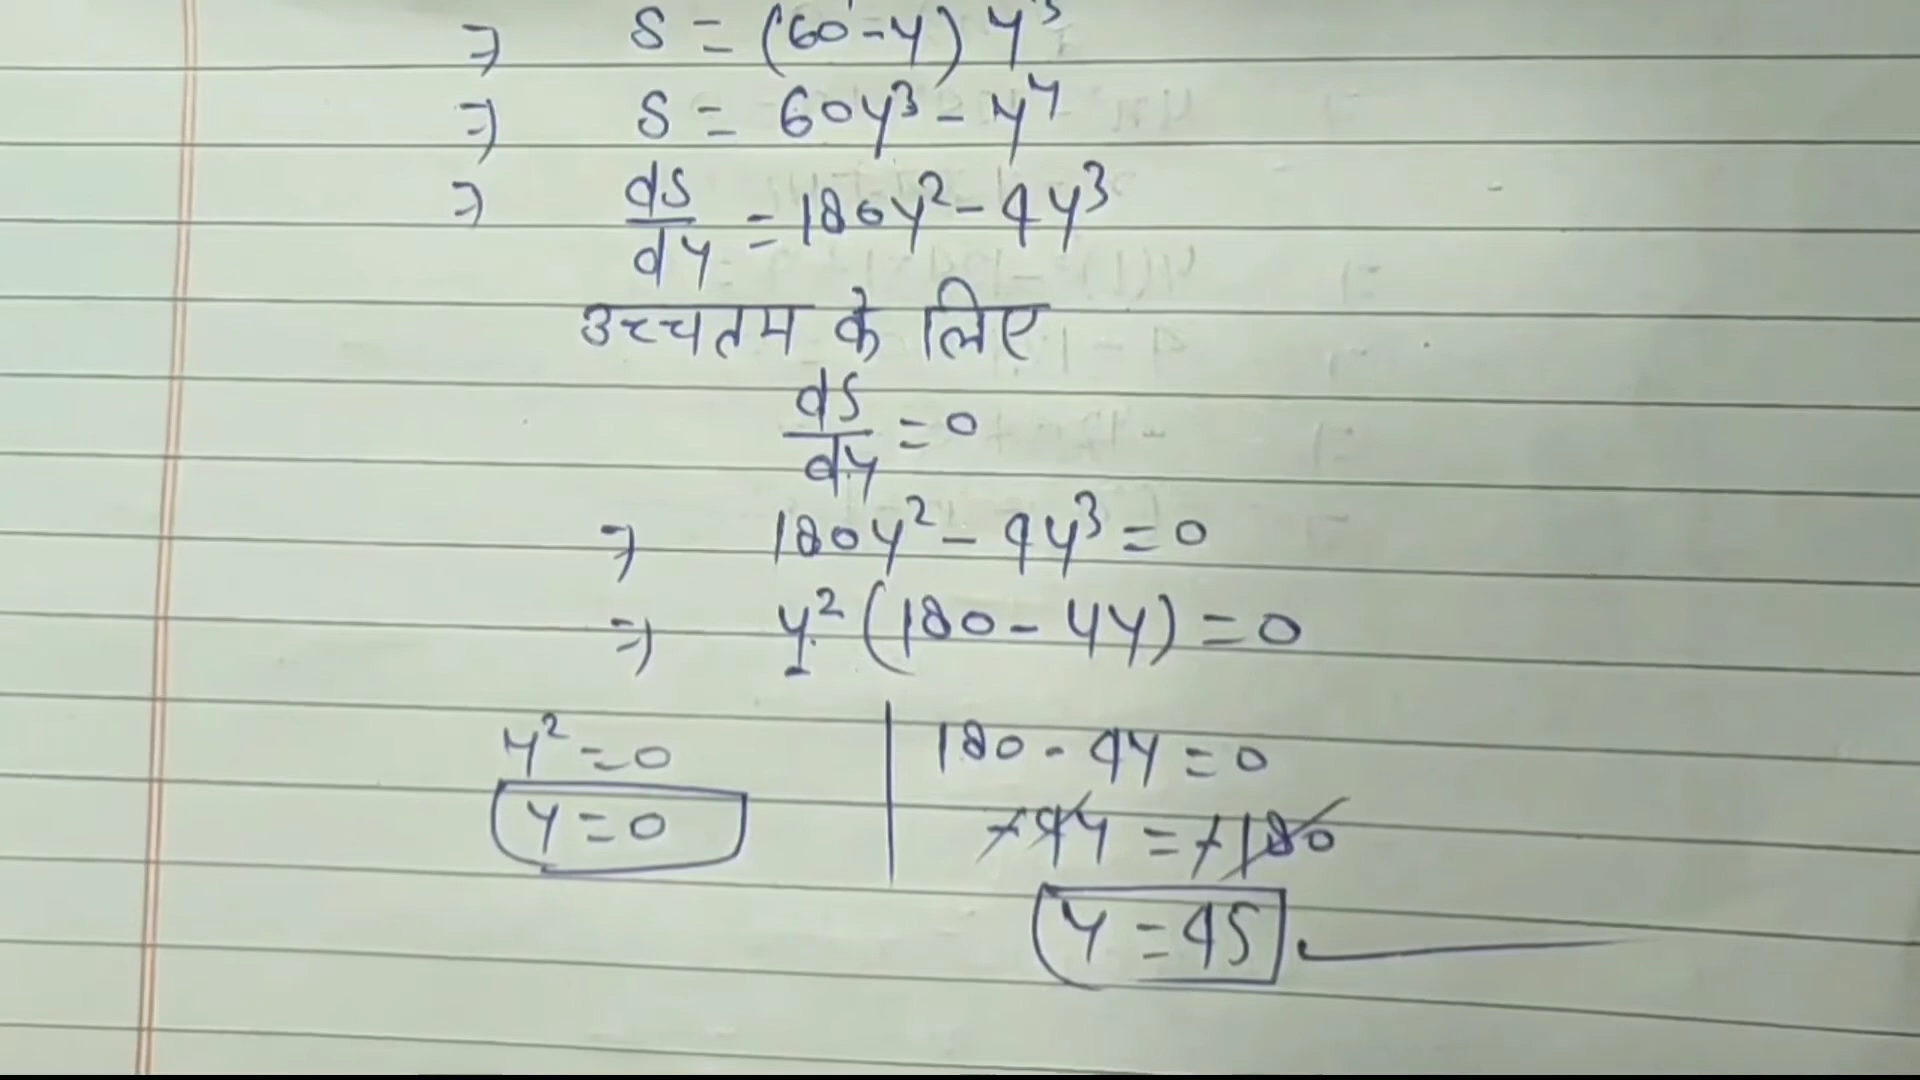 ⇒ S = (60-y) y³
⇒ S = 60y³ - y⁴
⇒ dS/dy = 180y² - 4y³
उच्चतम के लिए
dS/dy = 0
⇒ 180y² - 4y³ = 0
⇒ y² (180 - 4y) = 0
y² = 0
y = 0
180 - 4y = 0
-4y = -180
y = 45